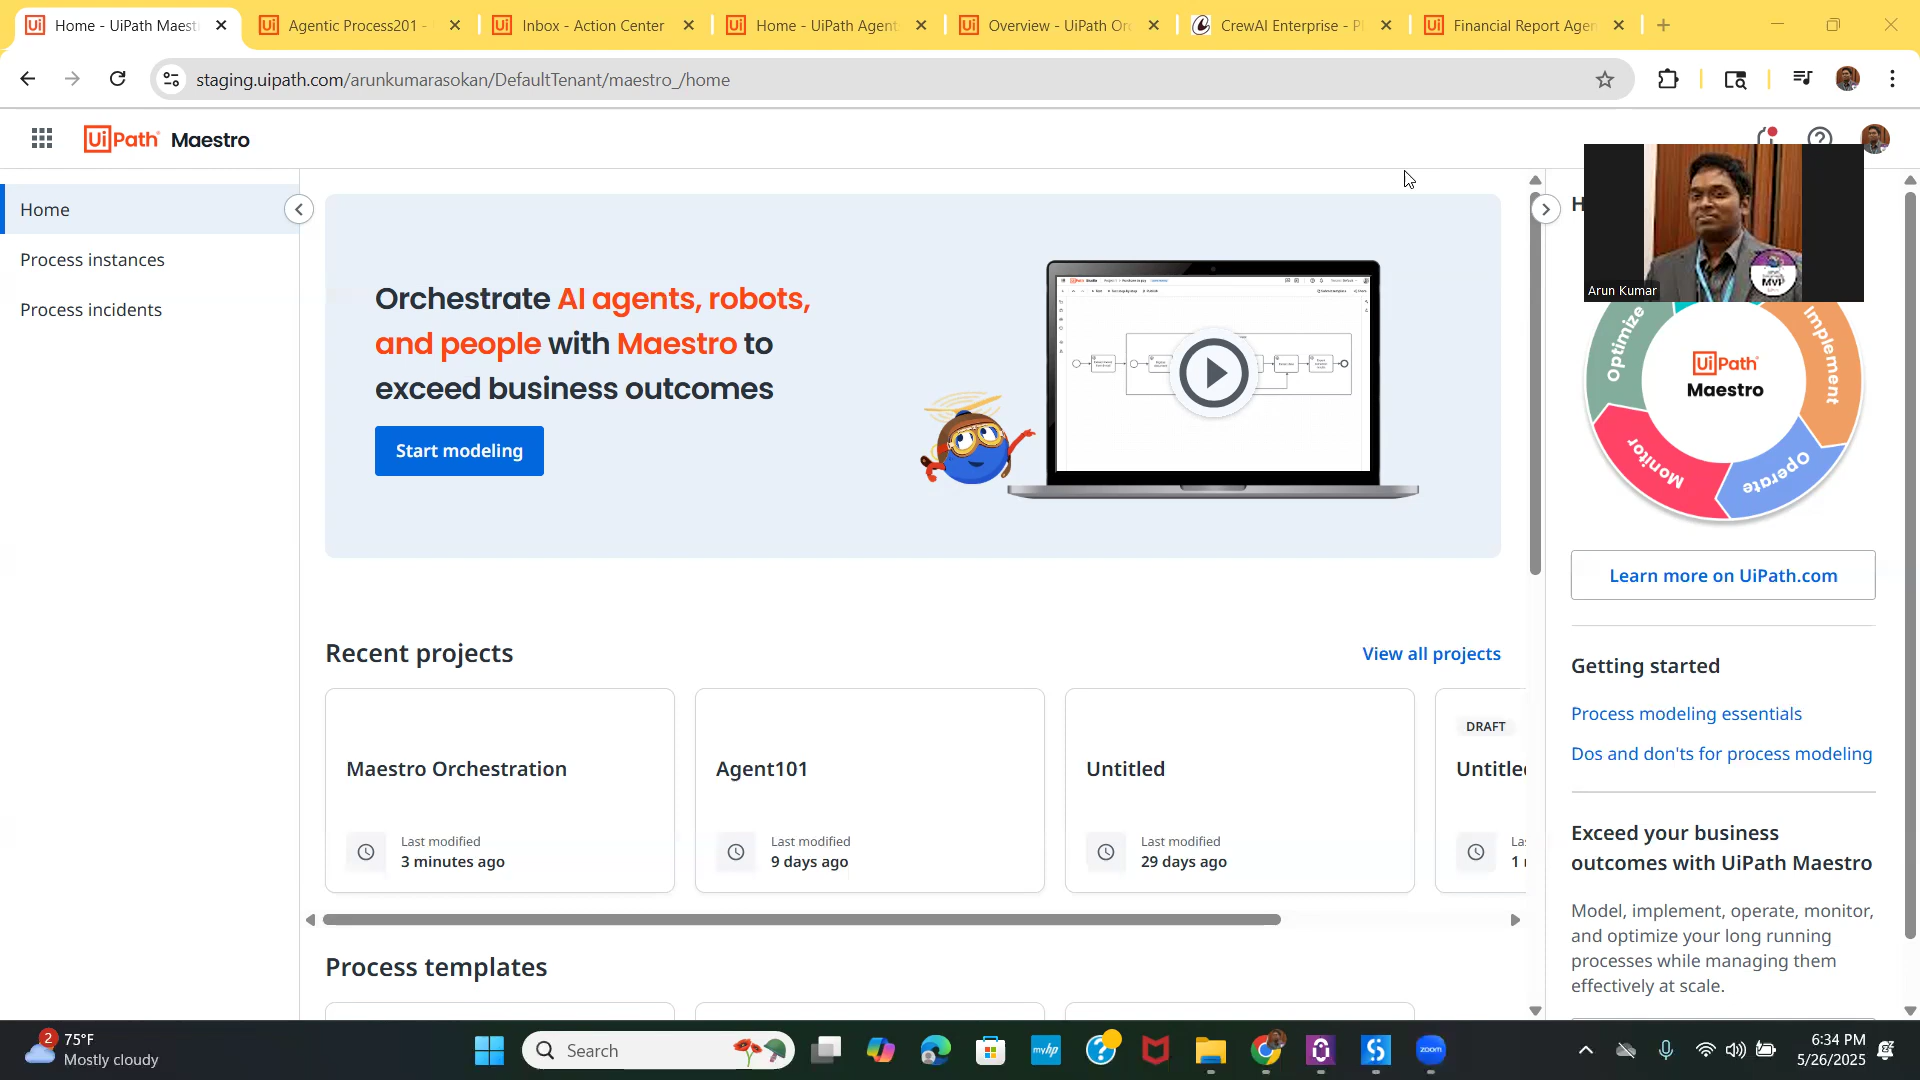 Home - UiPath Maest
Agentic Process201 -
Inbox - Action Center
Home - UiPath Agent
Overview - UiPath Or
CrewAI Enterprise - Pl
Financial Report Agen
staging.uipath.com/arunkumarasokan/DefaultTenant/maestro_/home
UiPath Maestro
Home
Process instances
Process incidents
Orchestrate AI agents, robots,
and people with Maestro to
exceed business outcomes
Start modeling
Arun Kumar
MVP
Optimize
Implement
Operate
Monitor
UiPath
Maestro
Learn more on UiPath.com
Recent projects
View all projects
Maestro Orchestration
Last modified
3 minutes ago
Agent101
Last modified
9 days ago
Untitled
Last modified
29 days ago
DRAFT
Untitle
Getting started
Process modeling essentials
Dos and don'ts for process modeling
Exceed your business
outcomes with UiPath Maestro
Model, implement, operate, monitor,
and optimize your long running
processes while managing them
effectively at scale.
Process templates
2
75°F
Mostly cloudy
Search
myhp
zoom
6:34 PM
5/26/2025